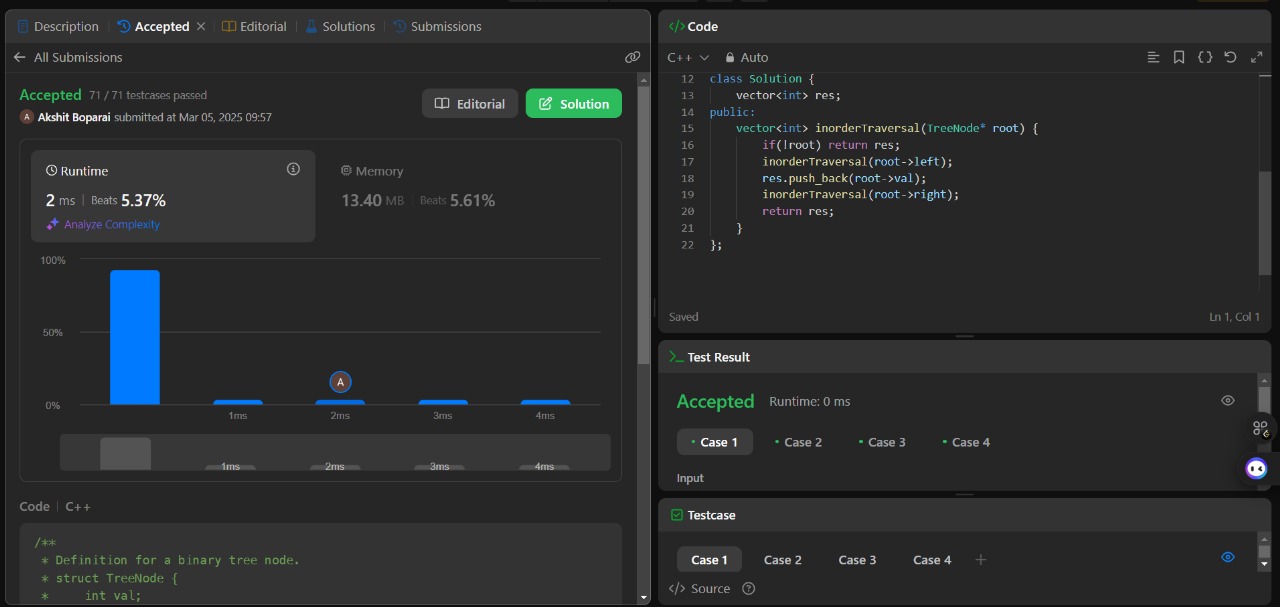 Description
Accepted
Editorial
Solutions
Submissions
All Submissions
Accepted 71 / 71 testcases passed
A Akshit Boparai submitted at Mar 05, 2025 09:57
Editorial
Solution
Runtime
2 ms | Beats 5.37%
Analyze Complexity
Memory
13.40 MB | Beats 5.61%
100%
50%
0%
A
1ms 2ms 3ms 4ms
1ms 2ms 3ms 4ms
Code | C++
/**
 * Definition for a binary tree node.
 * struct TreeNode {
 *     int val;
</> Code
C++ Auto
12 class Solution {
13     vector<int> res;
14 public:
15     vector<int> inorderTraversal(TreeNode* root) {
16         if(!root) return res;
17         inorderTraversal(root->left);
18         res.push_back(root->val);
19         inorderTraversal(root->right);
20         return res;
21     }
22 };
Saved
Ln 1, Col 1
>_ Test Result
Accepted Runtime: 0 ms
• Case 1 • Case 2 • Case 3 • Case 4
Input
Testcase
Case 1 Case 2 Case 3 Case 4 +
</> Source ?